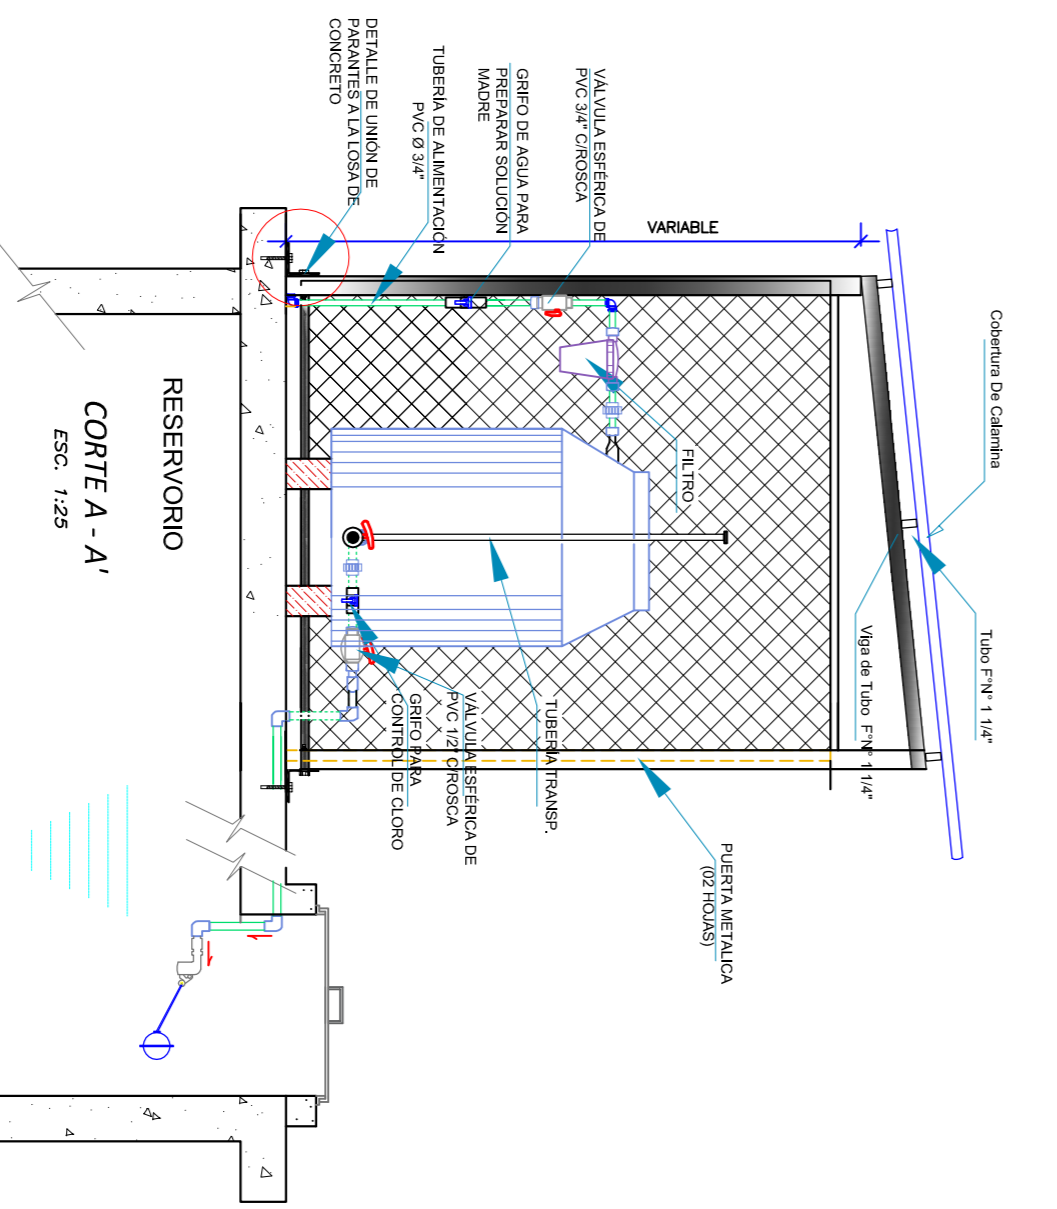 DETALLE DE UNIÓN DE
PARANTES A LA LOSA DE
CONCRETO
TUBERÍA DE ALIMENTACIÓN
PVC Ø 3/4"
GRIFO DE AGUA PARA
PREPARAR SOLUCIÓN
MADRE
VÁLVULA ESFÉRICA DE
PVC 3/4" C/ROSCA
VARIABLE
Cobertura De Calamina
Tubo F°N° 1 1/4"
Viga de Tubo F°N° 1 1/4"
FILTRO
TUBERÍA TRANSP.
VÁLVULA ESFÉRICA DE
PVC 1/2" C/ROSCA
GRIFO PARA
CONTROL DE CLORO
PUERTA METALICA
(02 HOJAS)
RESERVORIO
CORTE A - A'
ESC. 1:25